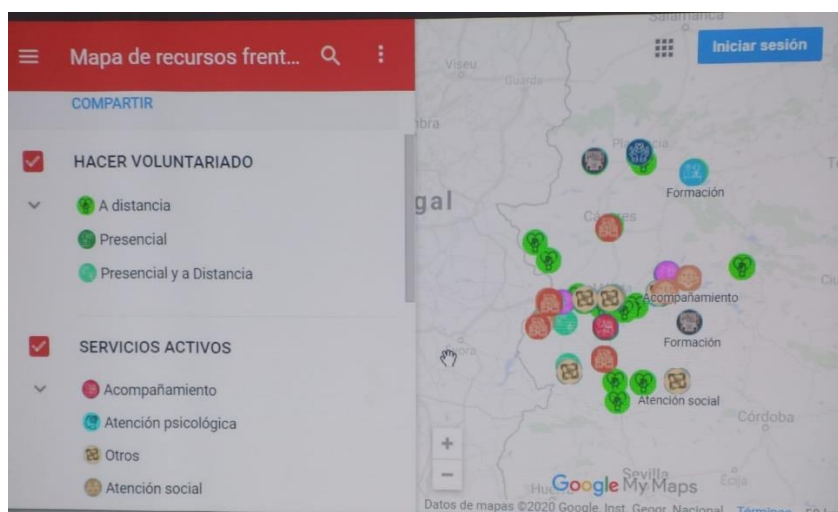 Mapa de recursos frent...
COMPARTIR
HACER VOLUNTARIADO
A distancia
Presencial
Presencial y a Distancia
SERVICIOS ACTIVOS
Acompañamiento
Atención psicológica
Otros
Atención social
Iniciar sesión
Salamanca
Viseu
Guarda
gal
Formación
Acompañamiento
Formación
Atención social
Córdoba
Sevilla
Écija
Google My Maps
Datos de mapas ©2020 Google, Inst. Geogr. Nacional
Términos